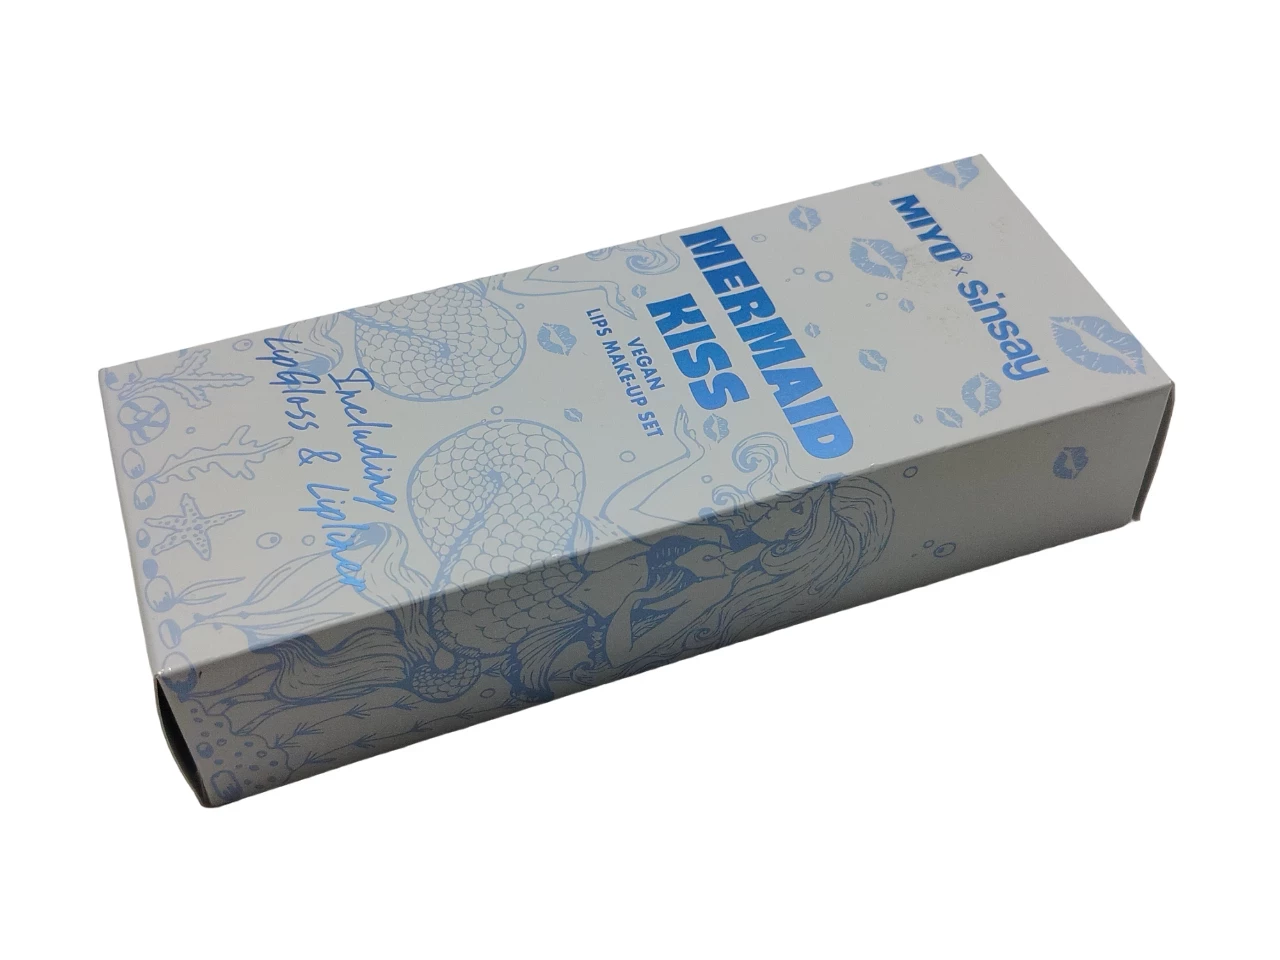 MIYO® x sinsay
MERMAID
KISS
VEGAN
LIPS MAKE-UP SET
Including
LipGloss & Lipliner